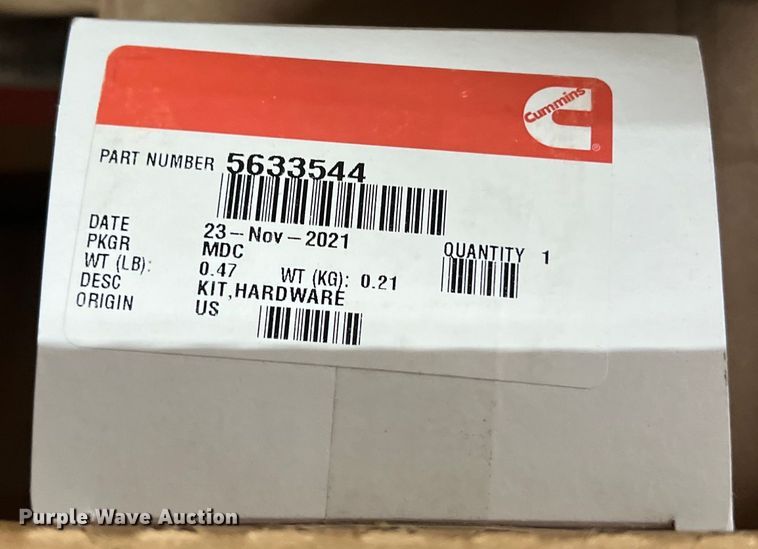 Cummins
®
PART NUMBER 5633544
DATE 23-Nov-2021
PKGR MDC
QUANTITY 1
WT (LB): 0.47 WT (KG): 0.21
DESC KIT,HARDWARE
ORIGIN US
Purple Wave Auction